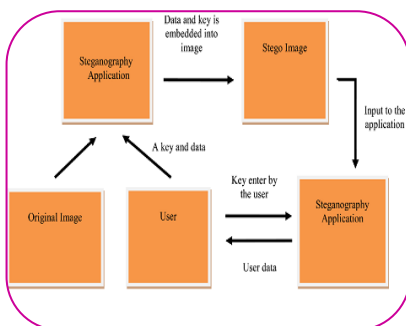 Data and key is
embedded into
image
Steganography
Application
Stego Image
Input to the
application
A key and data
Key enter by
the user
Original Image
User
Steganography
Application
User data